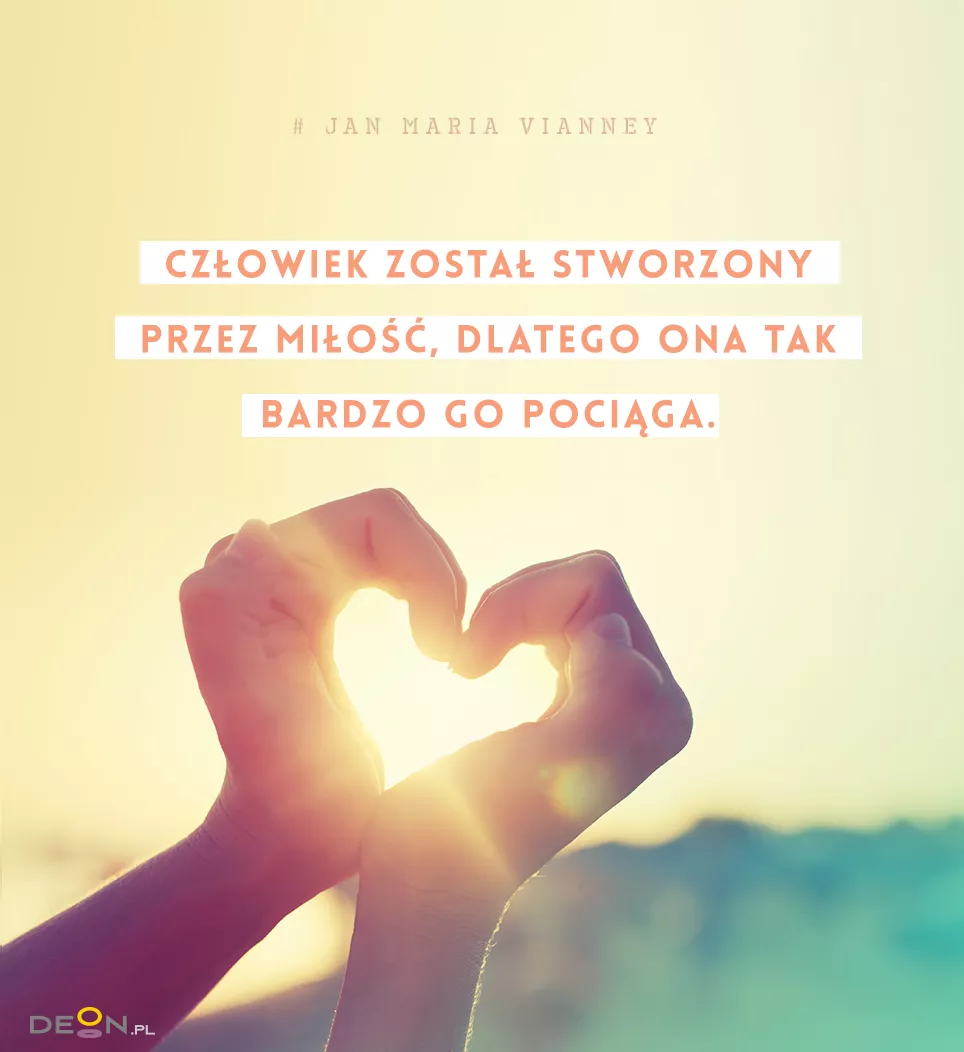 # JAN MARIA VIANNEY
CZŁOWIEK ZOSTAŁ STWORZONY
PRZEZ MIŁOŚĆ, DLATEGO ONA TAK
BARDZO GO POCIĄGA.
DEON.PL